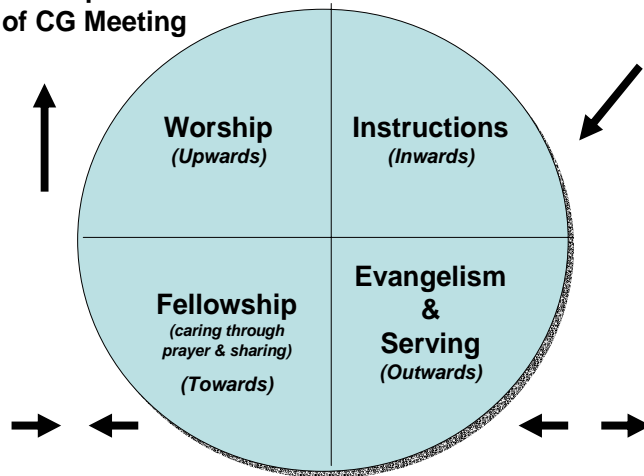 of CG Meeting
Worship
(Upwards)
Instructions
(Inwards)
Fellowship
(caring through
prayer & sharing)
(Towards)
Evangelism
&
Serving
(Outwards)